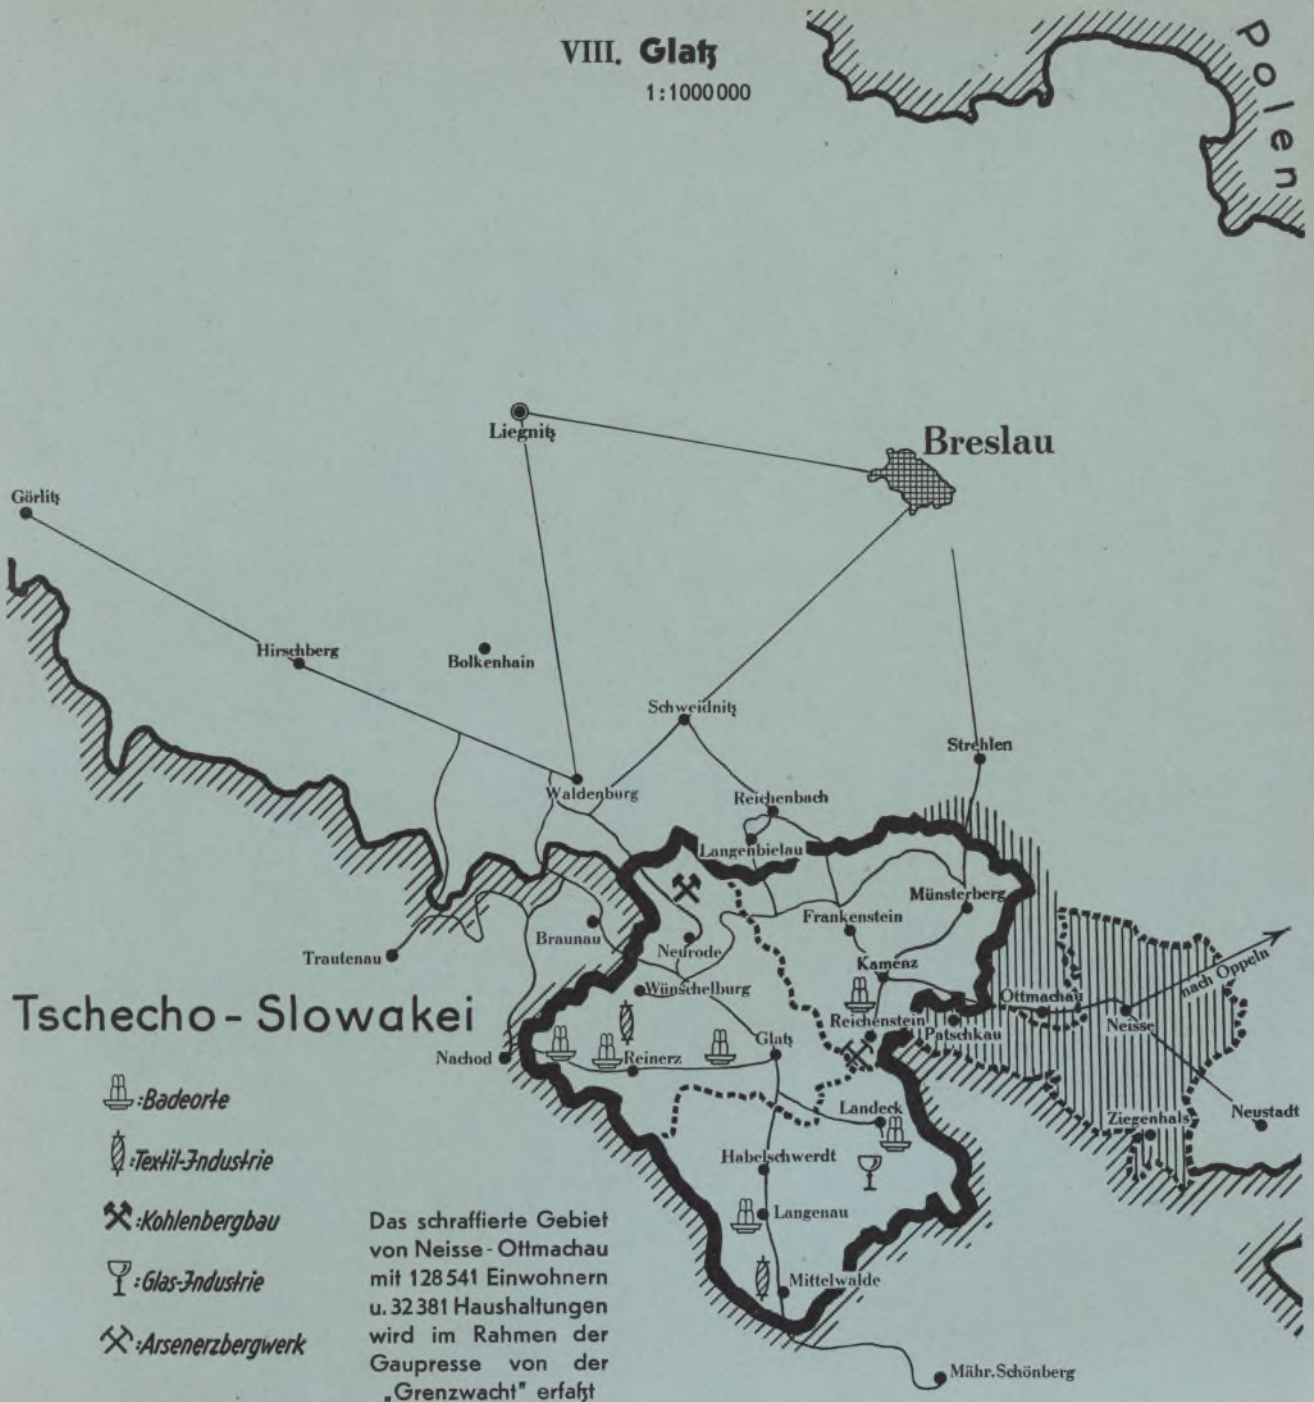 VIII. Glatz
1:1000000
Polen
Liegnitz
Breslau
Görlitz
Hirschberg
Bolkenhain
Schweidnitz
Strehlen
Waldenburg
Reichenbach
Langenbielau
Münsterberg
Frankenstein
Braunau
Neurode
Trautenau
Kamenz
nach Oppeln
Wünschelburg
Ottmachau
Tschecho-Slowakei
Reichenstein
Patschkau
Neisse
Glatz
Nachod
Reinerz
Landeck
Ziegenhals
Neustadt
:Badeorte
:Textil-Industrie
Habelschwerdt
:Kohlenbergbau
Langenau
:Glas-Industrie
Mittelwalde
:Arsenerzbergwerk
Das schraffierte Gebiet
von Neisse-Ottmachau
mit 128541 Einwohnern
u. 32381 Haushaltungen
wird im Rahmen der
Gaupresse von der
„Grenzwacht" erfaßt
Mähr.Schönberg